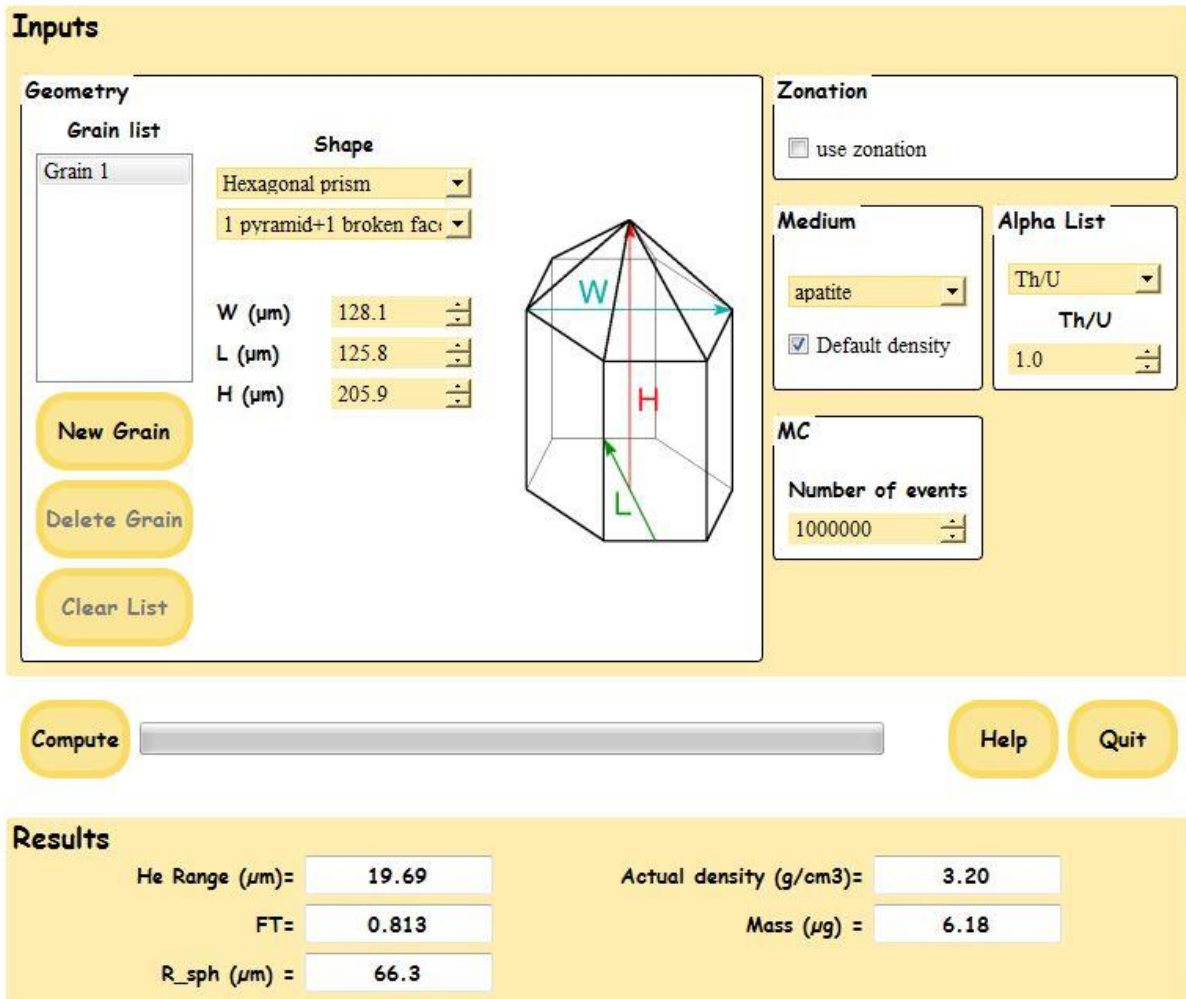 Inputs
Geometry
Grain list
Grain 1
Shape
Hexagonal prism
1 pyramid+1 broken face
W (µm) 128.1
L (µm) 125.8
H (µm) 205.9
W
H
L
New Grain
Delete Grain
Clear List
Zonation
use zonation
Medium
apatite
Default density
Alpha List
Th/U
Th/U
1.0
MC
Number of events
1000000
Compute
Help
Quit
Results
He Range (µm)= 19.69
FT= 0.813
R_sph (µm) = 66.3
Actual density (g/cm3)= 3.20
Mass (µg) = 6.18